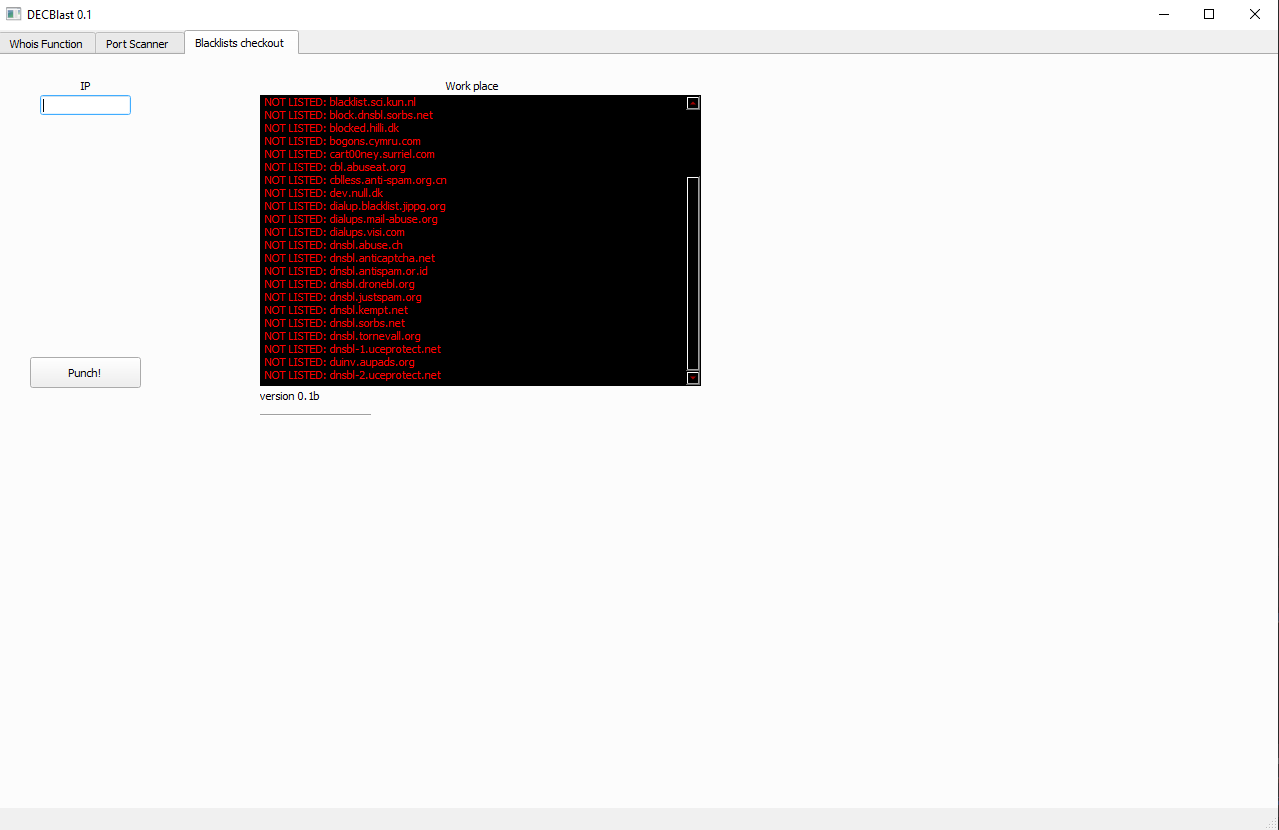 DECBlast 0.1
Whois Function
Port Scanner
Blacklists checkout
IP
Work place
NOT LISTED: blacklist.sci.kun.nl
NOT LISTED: block.dnsbl.sorbs.net
NOT LISTED: blocked.hilli.dk
NOT LISTED: bogons.cymru.com
NOT LISTED: cart00ney.surriel.com
NOT LISTED: cbl.abuseat.org
NOT LISTED: cblless.anti-spam.org.cn
NOT LISTED: dev.null.dk
NOT LISTED: dialup.blacklist.jippg.org
NOT LISTED: dialups.mail-abuse.org
NOT LISTED: dialups.visi.com
NOT LISTED: dnsbl.abuse.ch
NOT LISTED: dnsbl.anticaptcha.net
NOT LISTED: dnsbl.antispam.or.id
NOT LISTED: dnsbl.dronebl.org
NOT LISTED: dnsbl.justspam.org
NOT LISTED: dnsbl.kempt.net
NOT LISTED: dnsbl.sorbs.net
NOT LISTED: dnsbl.tornevall.org
NOT LISTED: dnsbl-1.uceprotect.net
NOT LISTED: duinv.aupads.org
NOT LISTED: dnsbl-2.uceprotect.net
Punch!
version 0.1b